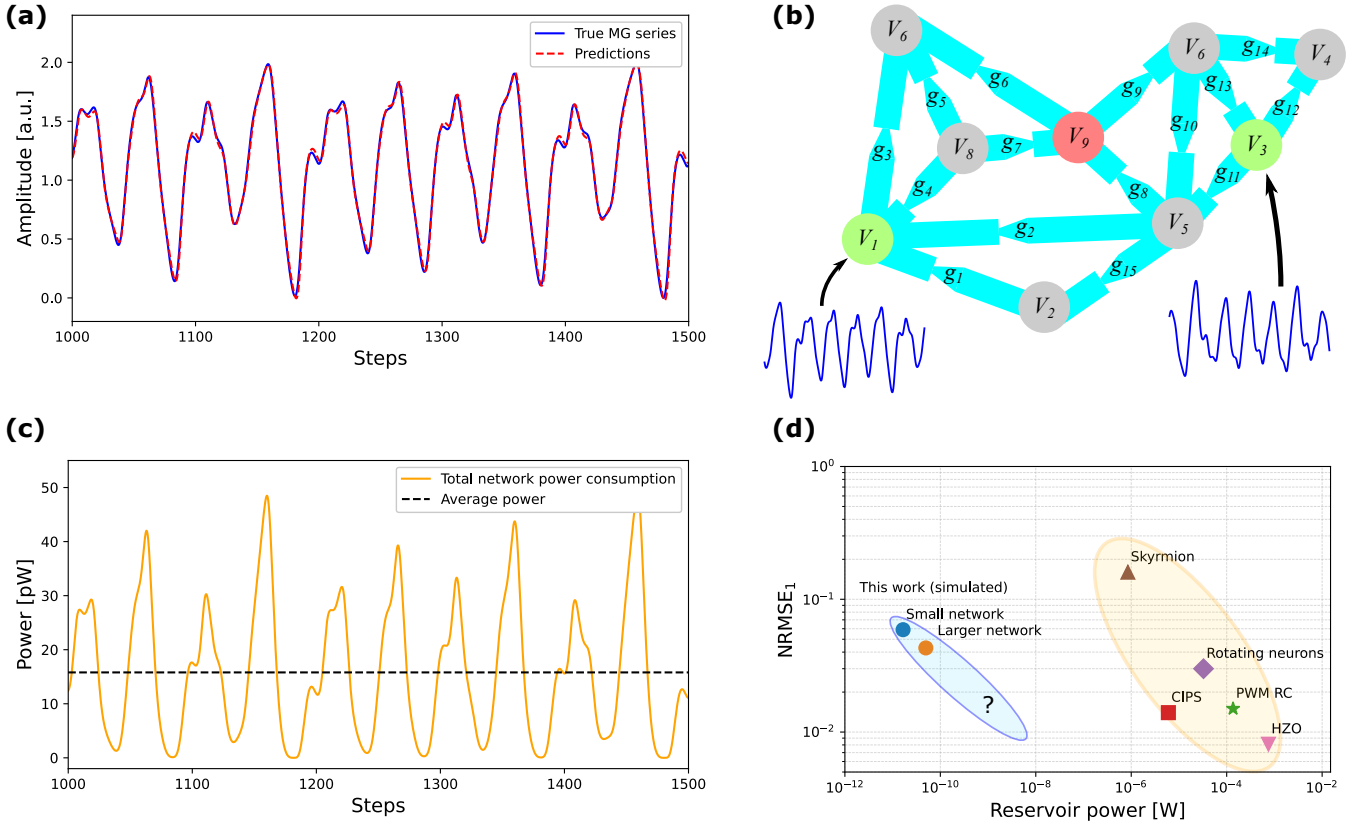 (a)
True MG series
Predictions
2.0
1.5
1.0
0.5
0.0
Amplitude [a.u.]
1000 1100 1200 1300 1400 1500
Steps
(b)
V6
V6
V4
V8
V9
V3
V1
V5
V2
g14
g6
g9
g13
g12
g5
g10
g3
g7
g4
g8
g11
g2
g1
g15
(c)
Total network power consumption
Average power
50
40
30
20
10
0
Power [pW]
1000 1100 1200 1300 1400 1500
Steps
(d)
10⁰
10⁻¹
10⁻²
NRMSE₁
Skyrmion
This work (simulated)
Small network
Larger network
Rotating neurons
CIPS
PWM RC
?
HZO
10⁻¹² 10⁻¹⁰ 10⁻⁸ 10⁻⁶ 10⁻⁴ 10⁻²
Reservoir power [W]